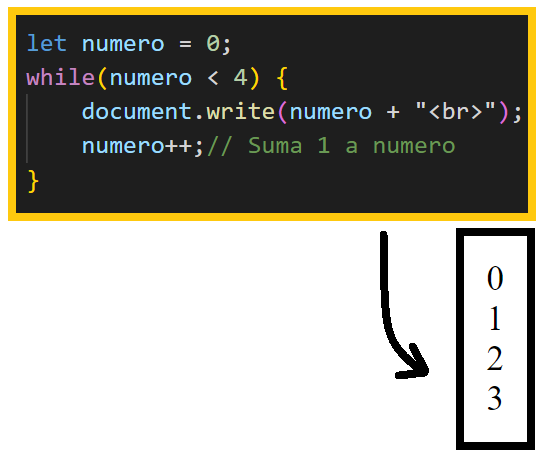 let numero = 0;
while(numero < 4) {
    document.write(numero + "<br>");
    numero++;// Suma 1 a numero
}
0
1
2
3